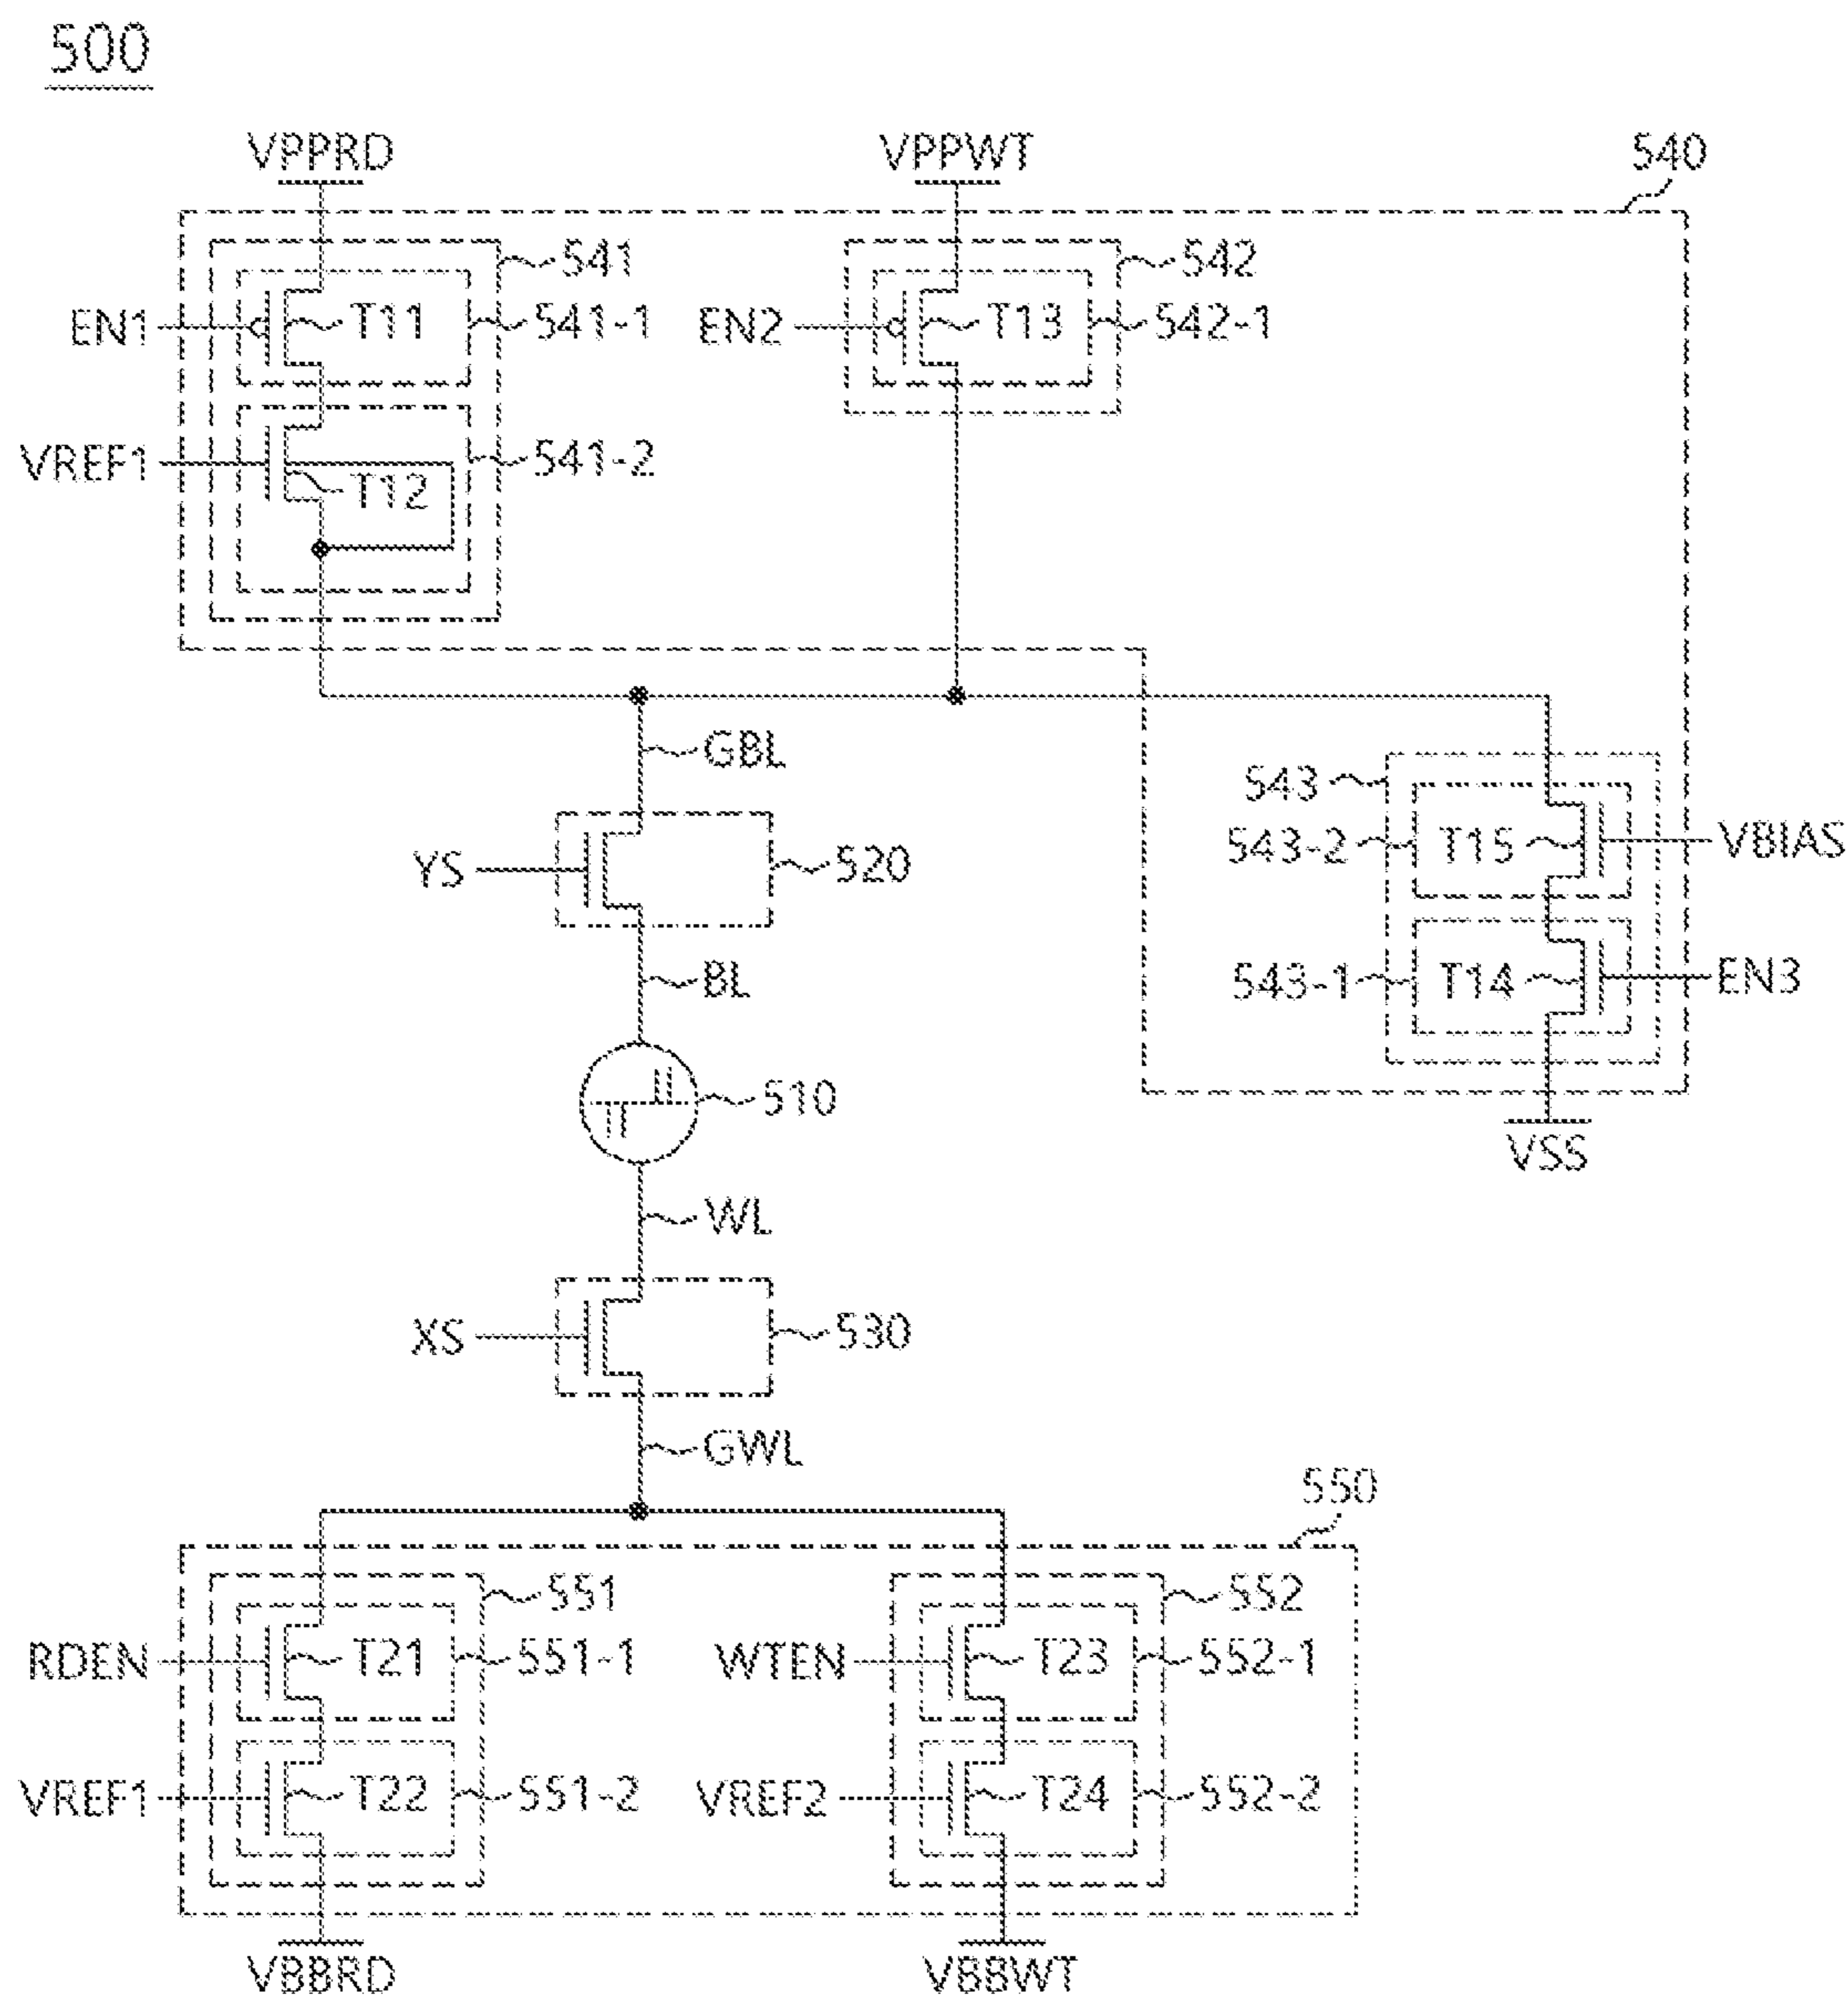 500
VPPRD VPPWT 540
541 542
EN1 T11 541-1 EN2 T13 542-1
VREF1 T12 541-2
GBL
543
YS 520 543-2 T15 VBIAS
BL 543-1 T14 EN3
510
VSS
WL
XS 530
GWL
550
551 552
RDEN T21 551-1 WTEN T23 552-1
VREF1 T22 551-2 VREF2 T24 552-2
VBBRD VBBWT